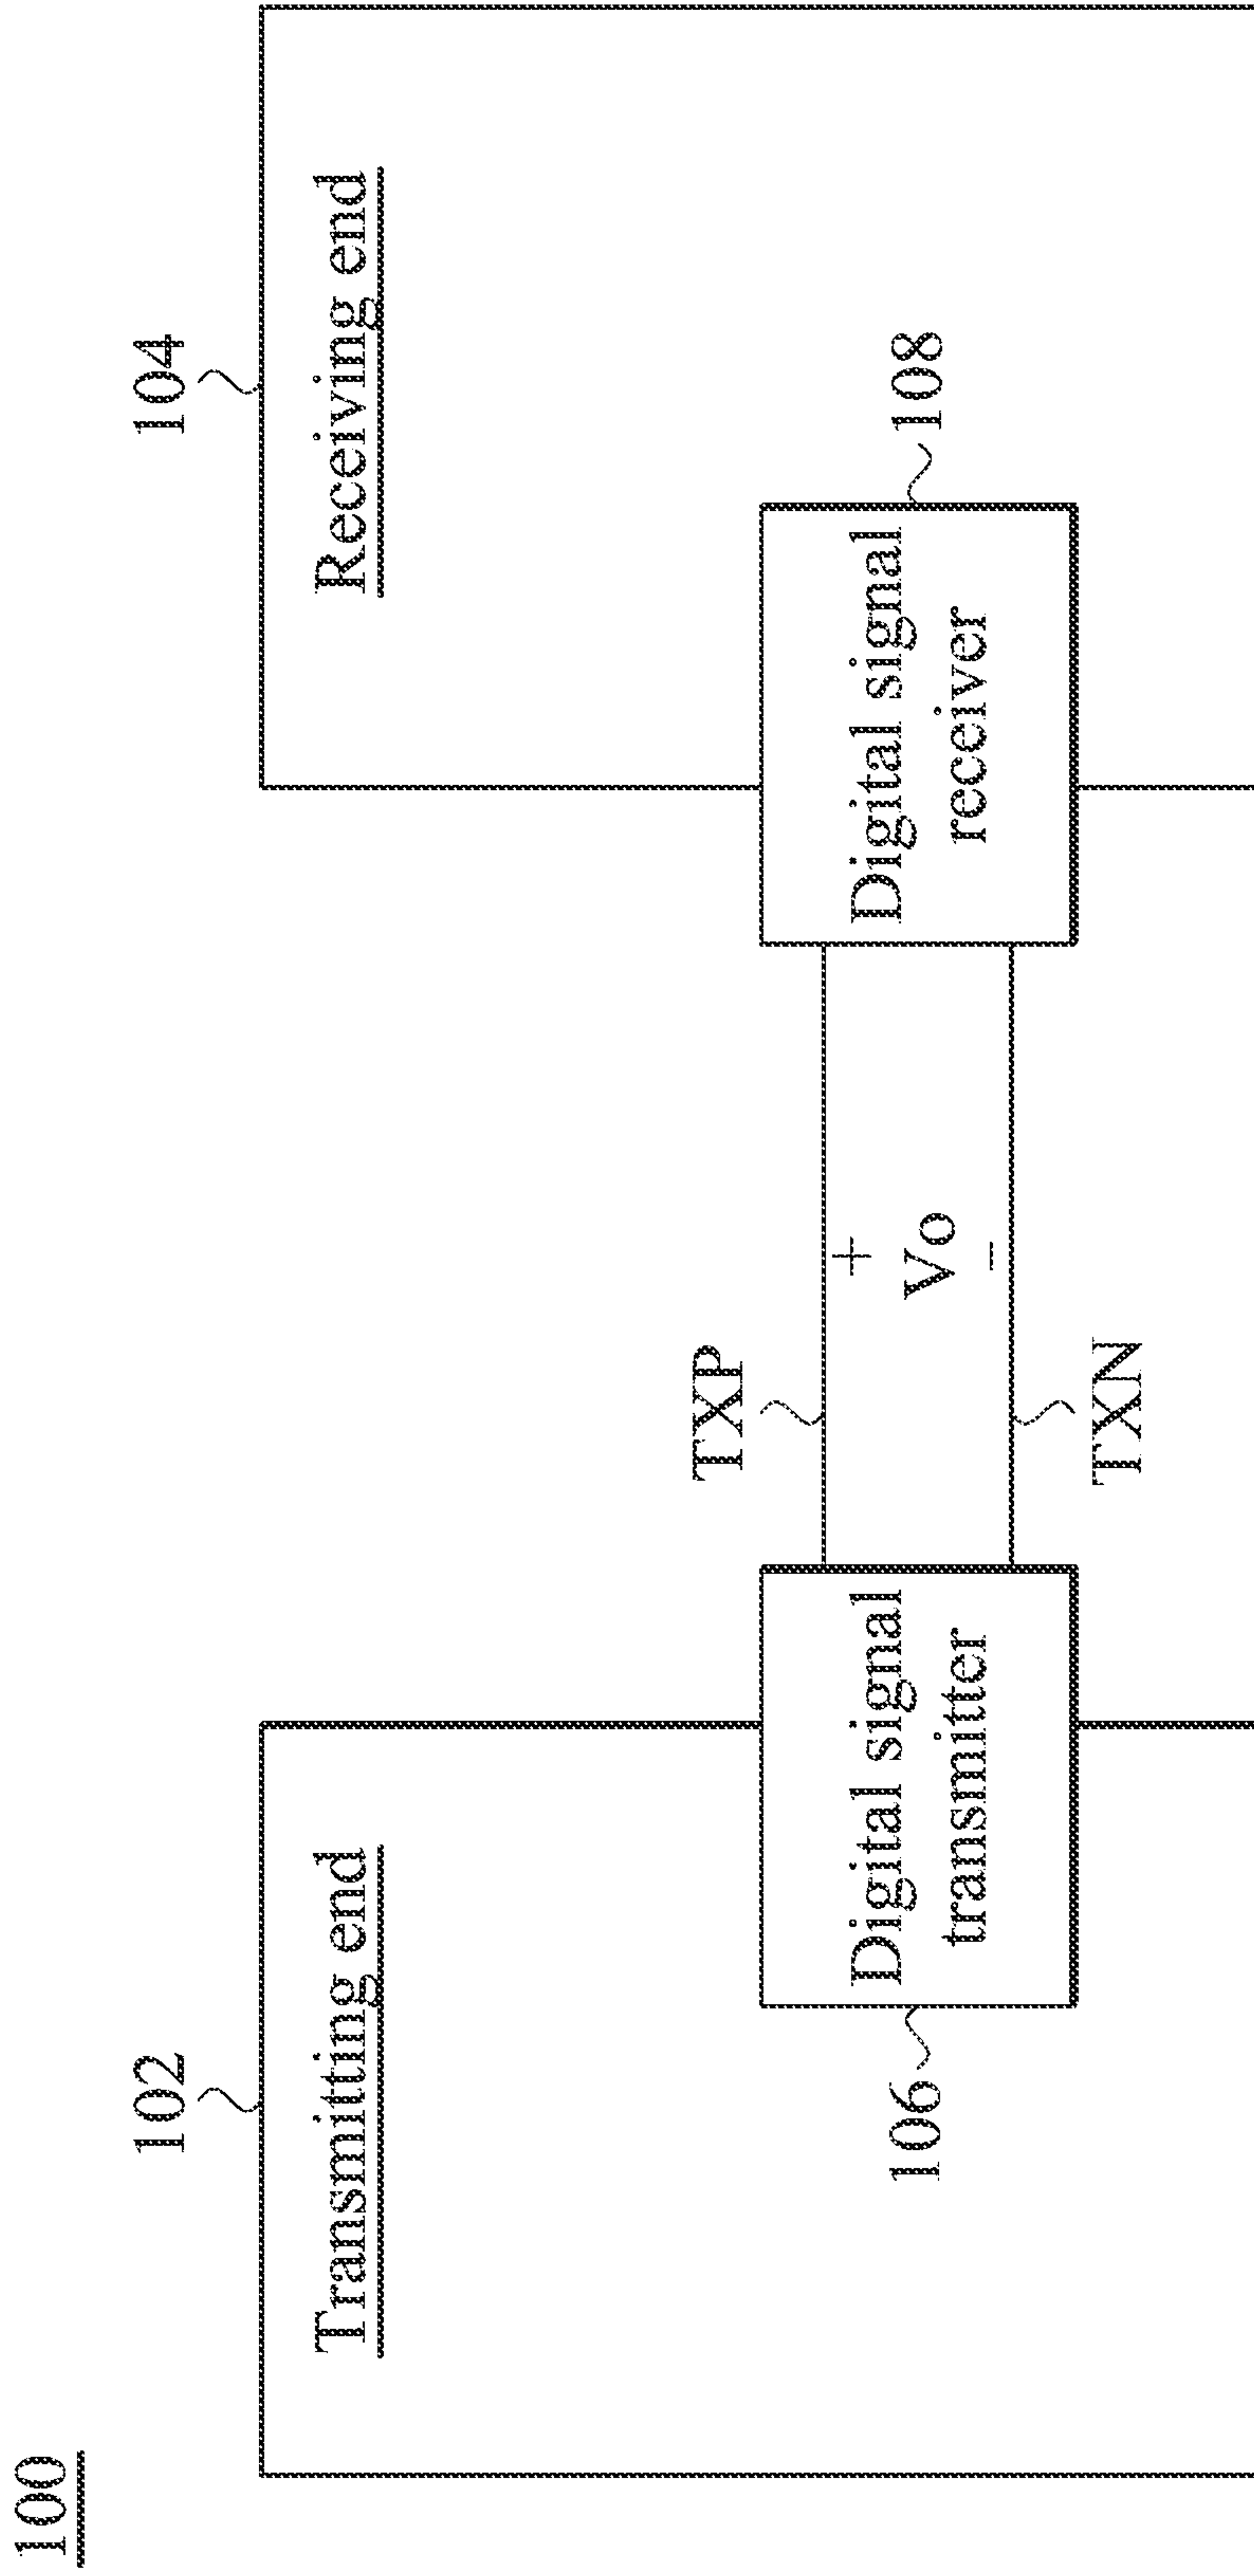 100
102
104
Transmitting end
Receiving end
TXP
106
Digital signal
transmitter
+
Vo
−
Digital signal
receiver
108
TXN